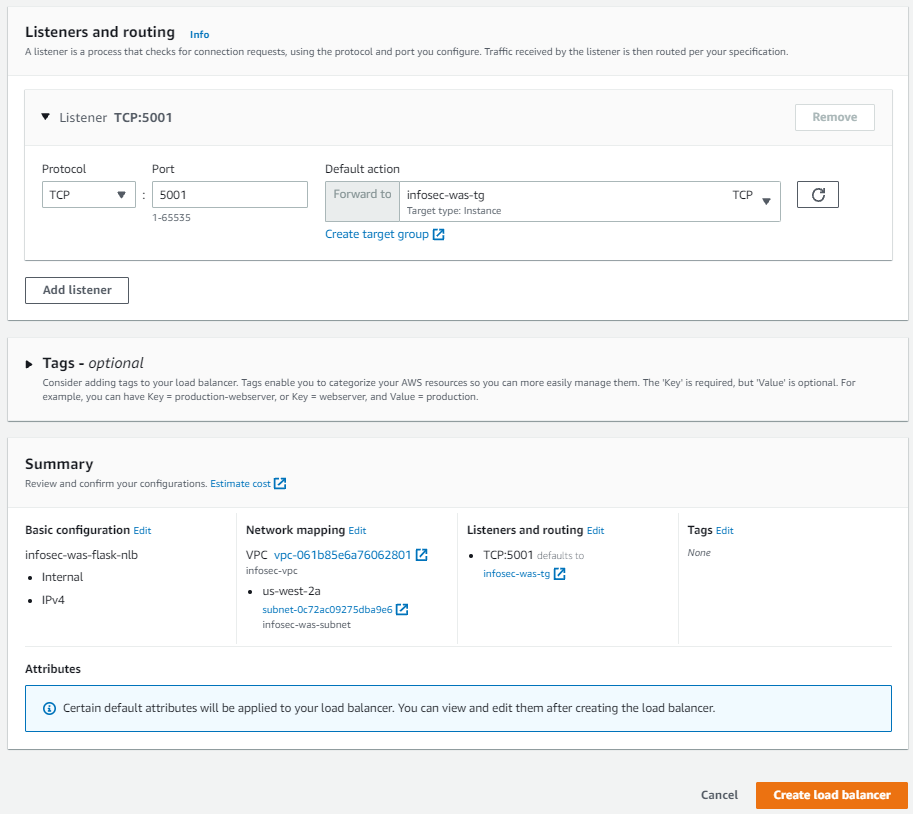 Listeners and routing Info
A listener is a process that checks for connection requests, using the protocol and port you configure. Traffic received by the listener is then routed per your specification.
Listener TCP:5001
Remove
Protocol Port Default action
TCP : 5001 Forward to infosec-was-tg TCP
Target type: Instance
1-65535
Create target group
Add listener
Tags - optional
Consider adding tags to your load balancer. Tags enable you to categorize your AWS resources so you can more easily manage them. The 'Key' is required, but 'Value' is optional. For
example, you can have Key = production-webserver, or Key = webserver, and Value = production.
Summary
Review and confirm your configurations. Estimate cost
Basic configuration Edit
infosec-was-flask-nlb
Internal
IPv4
Network mapping Edit
VPC vpc-061b85e6a76062801
infosec-vpc
us-west-2a
subnet-0c72ac09275dba9e6
infosec-was-subnet
Listeners and routing Edit
TCP:5001 defaults to
infosec-was-tg
Tags Edit
None
Attributes
Certain default attributes will be applied to your load balancer. You can view and edit them after creating the load balancer.
Cancel Create load balancer